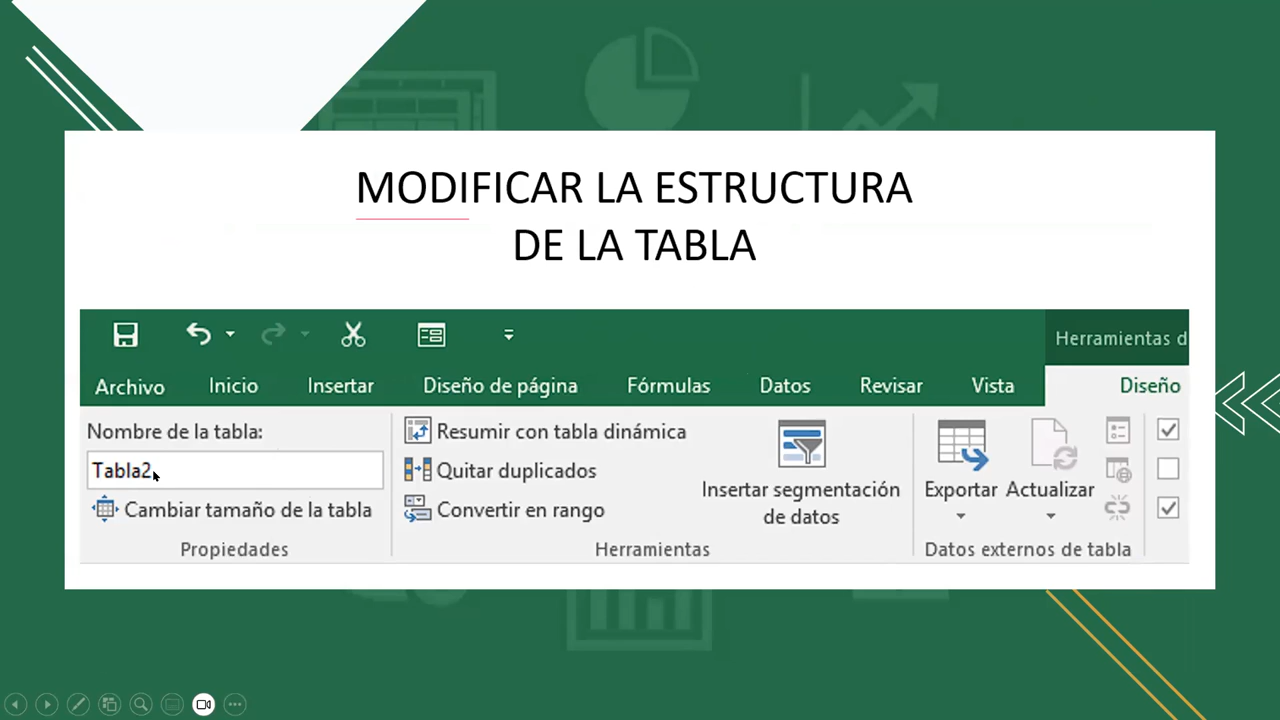 MODIFICAR LA ESTRUCTURA
DE LA TABLA
Herramientas d
Archivo Inicio Insertar Diseño de página Fórmulas Datos Revisar Vista Diseño
Nombre de la tabla:
Tabla2
Cambiar tamaño de la tabla
Propiedades
Resumir con tabla dinámica
Quitar duplicados
Convertir en rango
Insertar segmentación
de datos
Herramientas
Exportar Actualizar
Datos externos de tabla